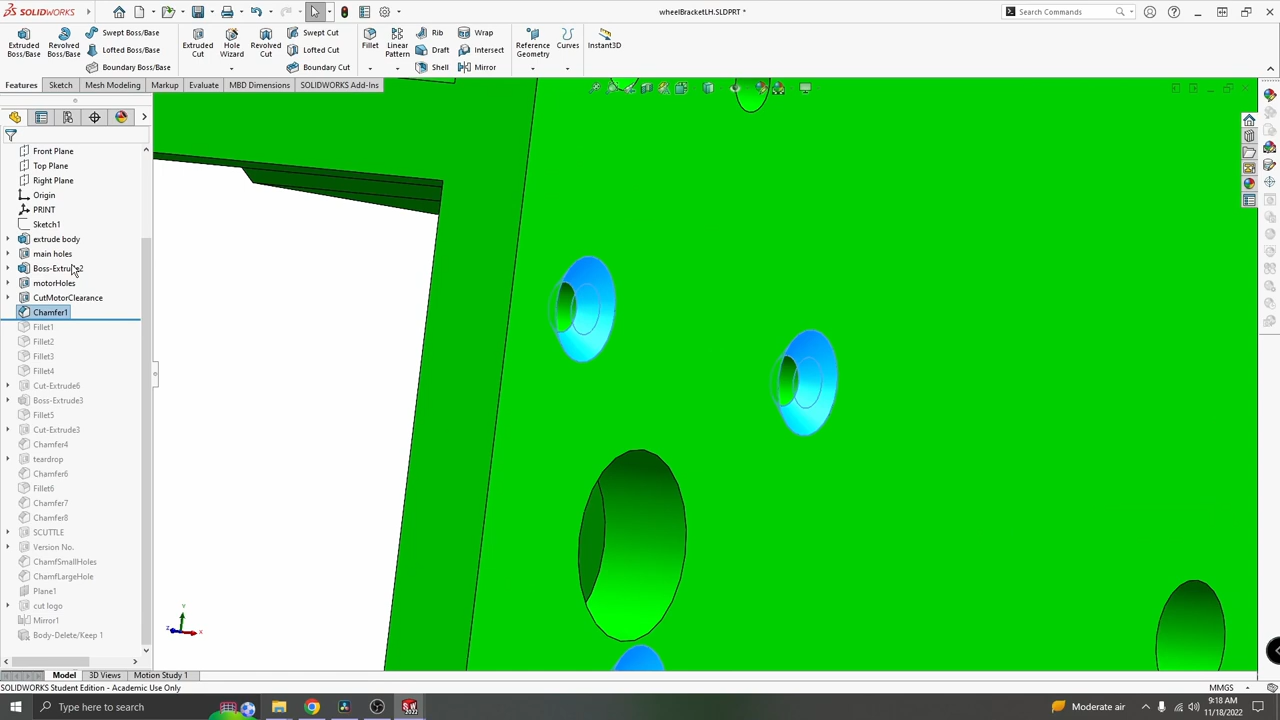 SOLIDWORKS
wheelBracketLH.SLDPRT *
Search Commands
Extruded Boss/Base
Revolved Boss/Base
Swept Boss/Base
Lofted Boss/Base
Boundary Boss/Base
Extruded Cut
Hole Wizard
Revolved Cut
Swept Cut
Lofted Cut
Boundary Cut
Fillet
Linear Pattern
Rib
Draft
Shell
Wrap
Intersect
Mirror
Reference Geometry
Curves
Instant3D
Features Sketch Mesh Modeling Markup Evaluate MBD Dimensions SOLIDWORKS Add-Ins
Front Plane
Top Plane
Right Plane
Origin
PRINT
Sketch1
extrude body
main holes
Boss-Extrude2
motorHoles
CutMotorClearance
Chamfer1
Fillet1
Fillet2
Fillet3
Fillet4
Cut-Extrude6
Boss-Extrude3
Fillet5
Cut-Extrude3
Chamfer4
teardrop
Chamfer6
Fillet6
Chamfer7
Chamfer8
SCUTTLE
Version No.
ChamfSmallHoles
ChamfLargeHole
Plane1
cut logo
Mirror1
Body-Delete/Keep 1
Y
X
Z
Model 3D Views Motion Study 1
SOLIDWORKS Student Edition - Academic Use Only
MMGS
Type here to search
Moderate air
9:18 AM
11/18/2022